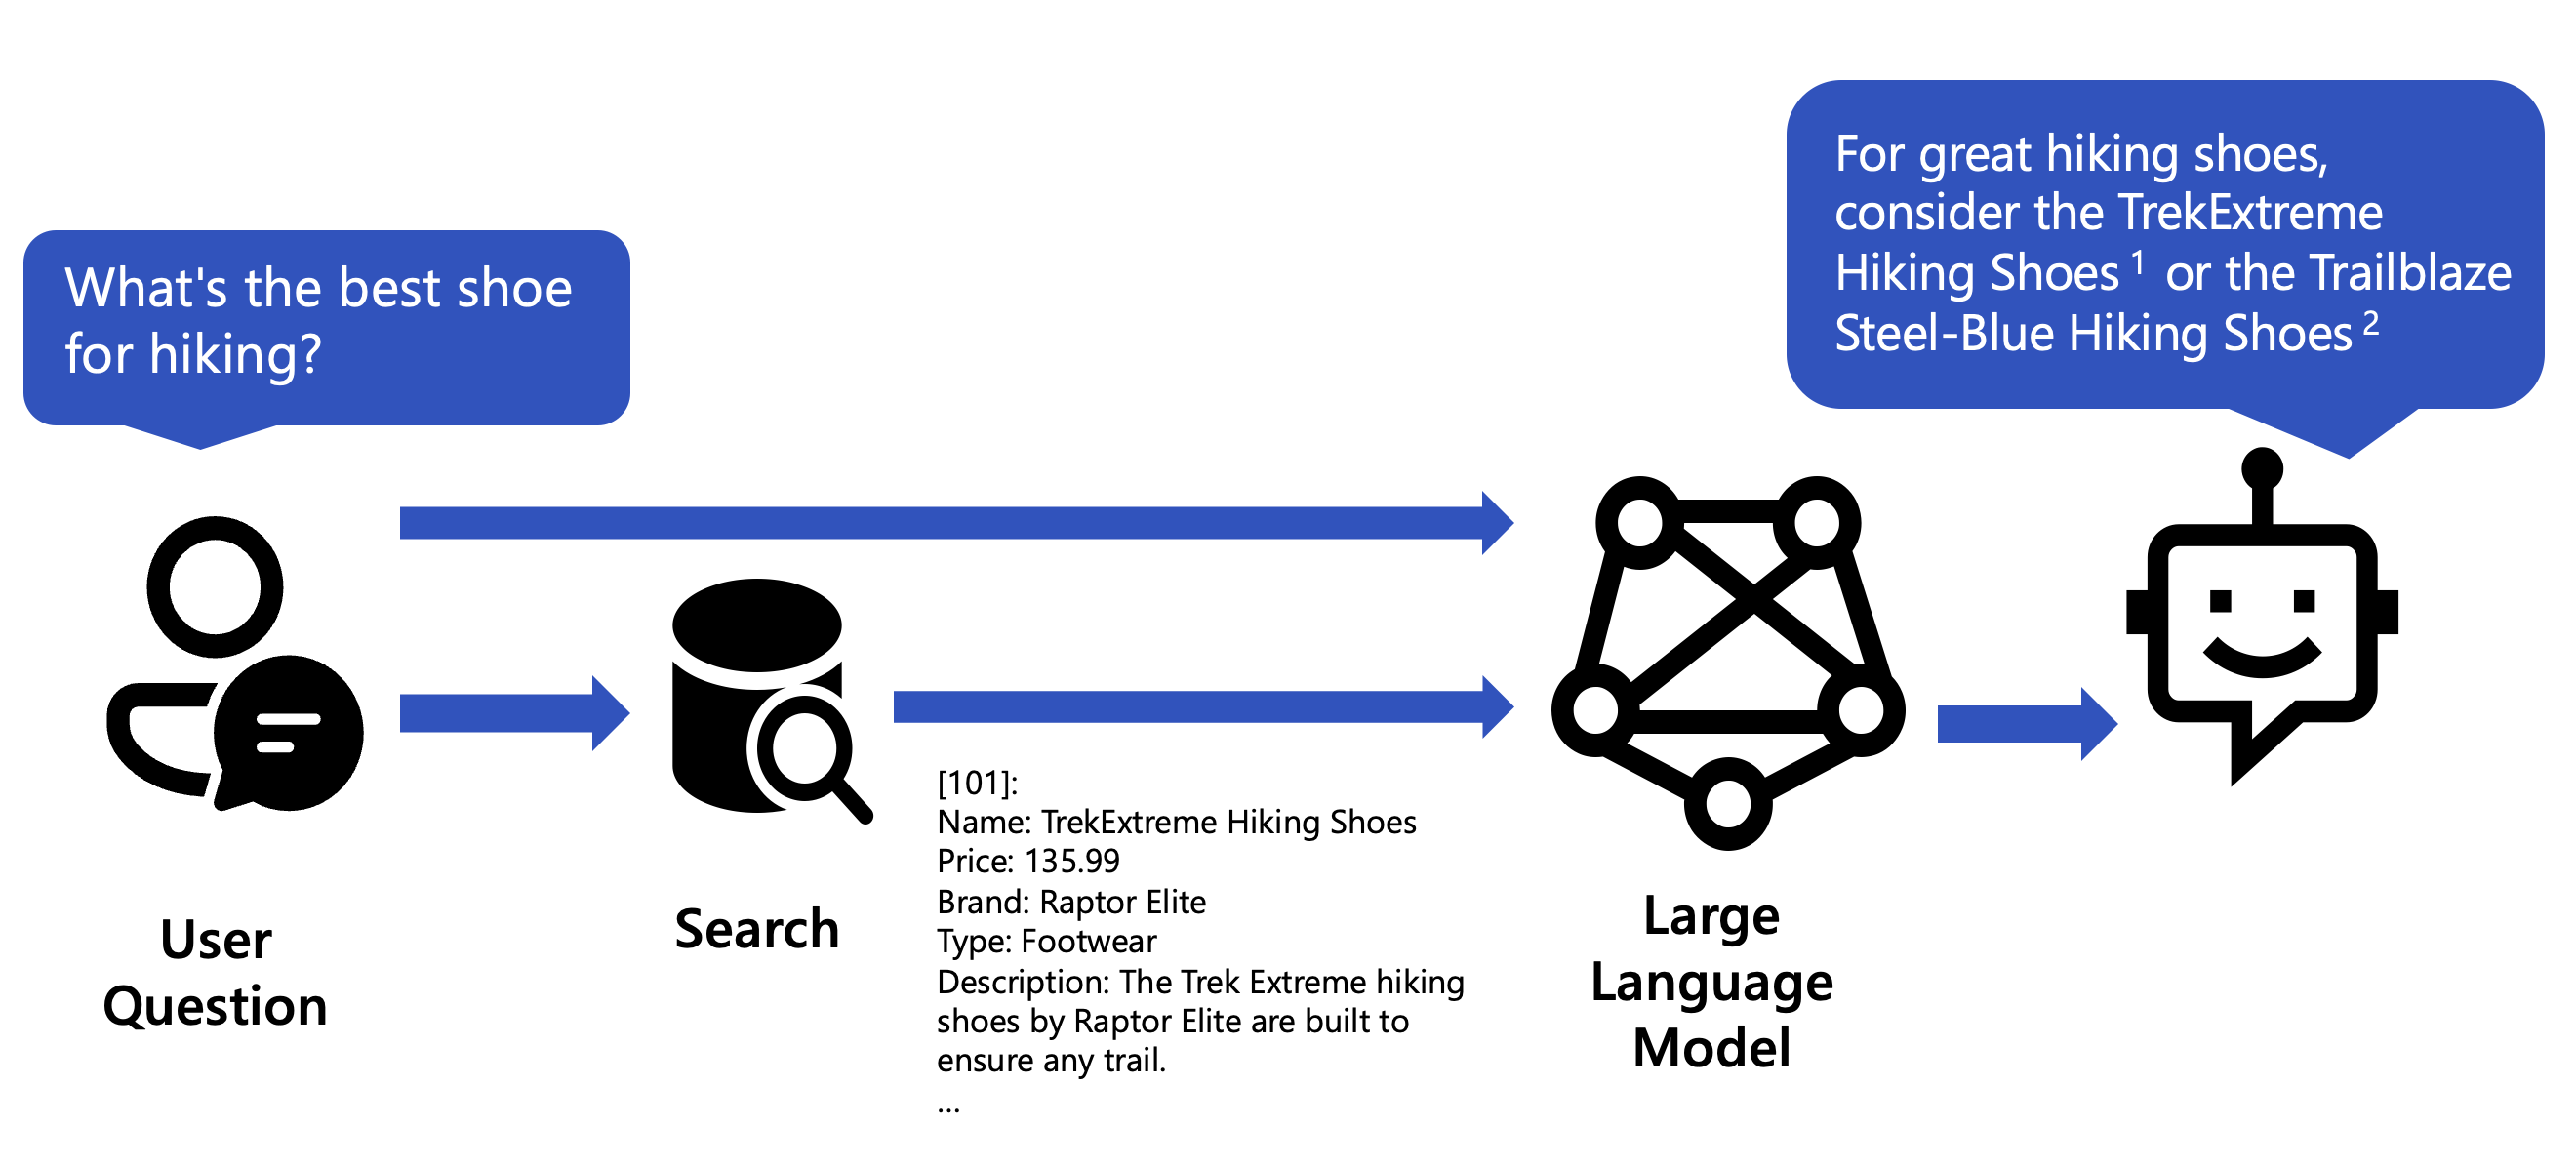 What's the best shoe
for hiking?
For great hiking shoes,
consider the TrekExtreme
Hiking Shoes 1 or the Trailblaze
Steel-Blue Hiking Shoes 2
User
Question
Search
[101]:
Name: TrekExtreme Hiking Shoes
Price: 135.99
Brand: Raptor Elite
Type: Footwear
Description: The Trek Extreme hiking
shoes by Raptor Elite are built to
ensure any trail.
...
Large
Language
Model